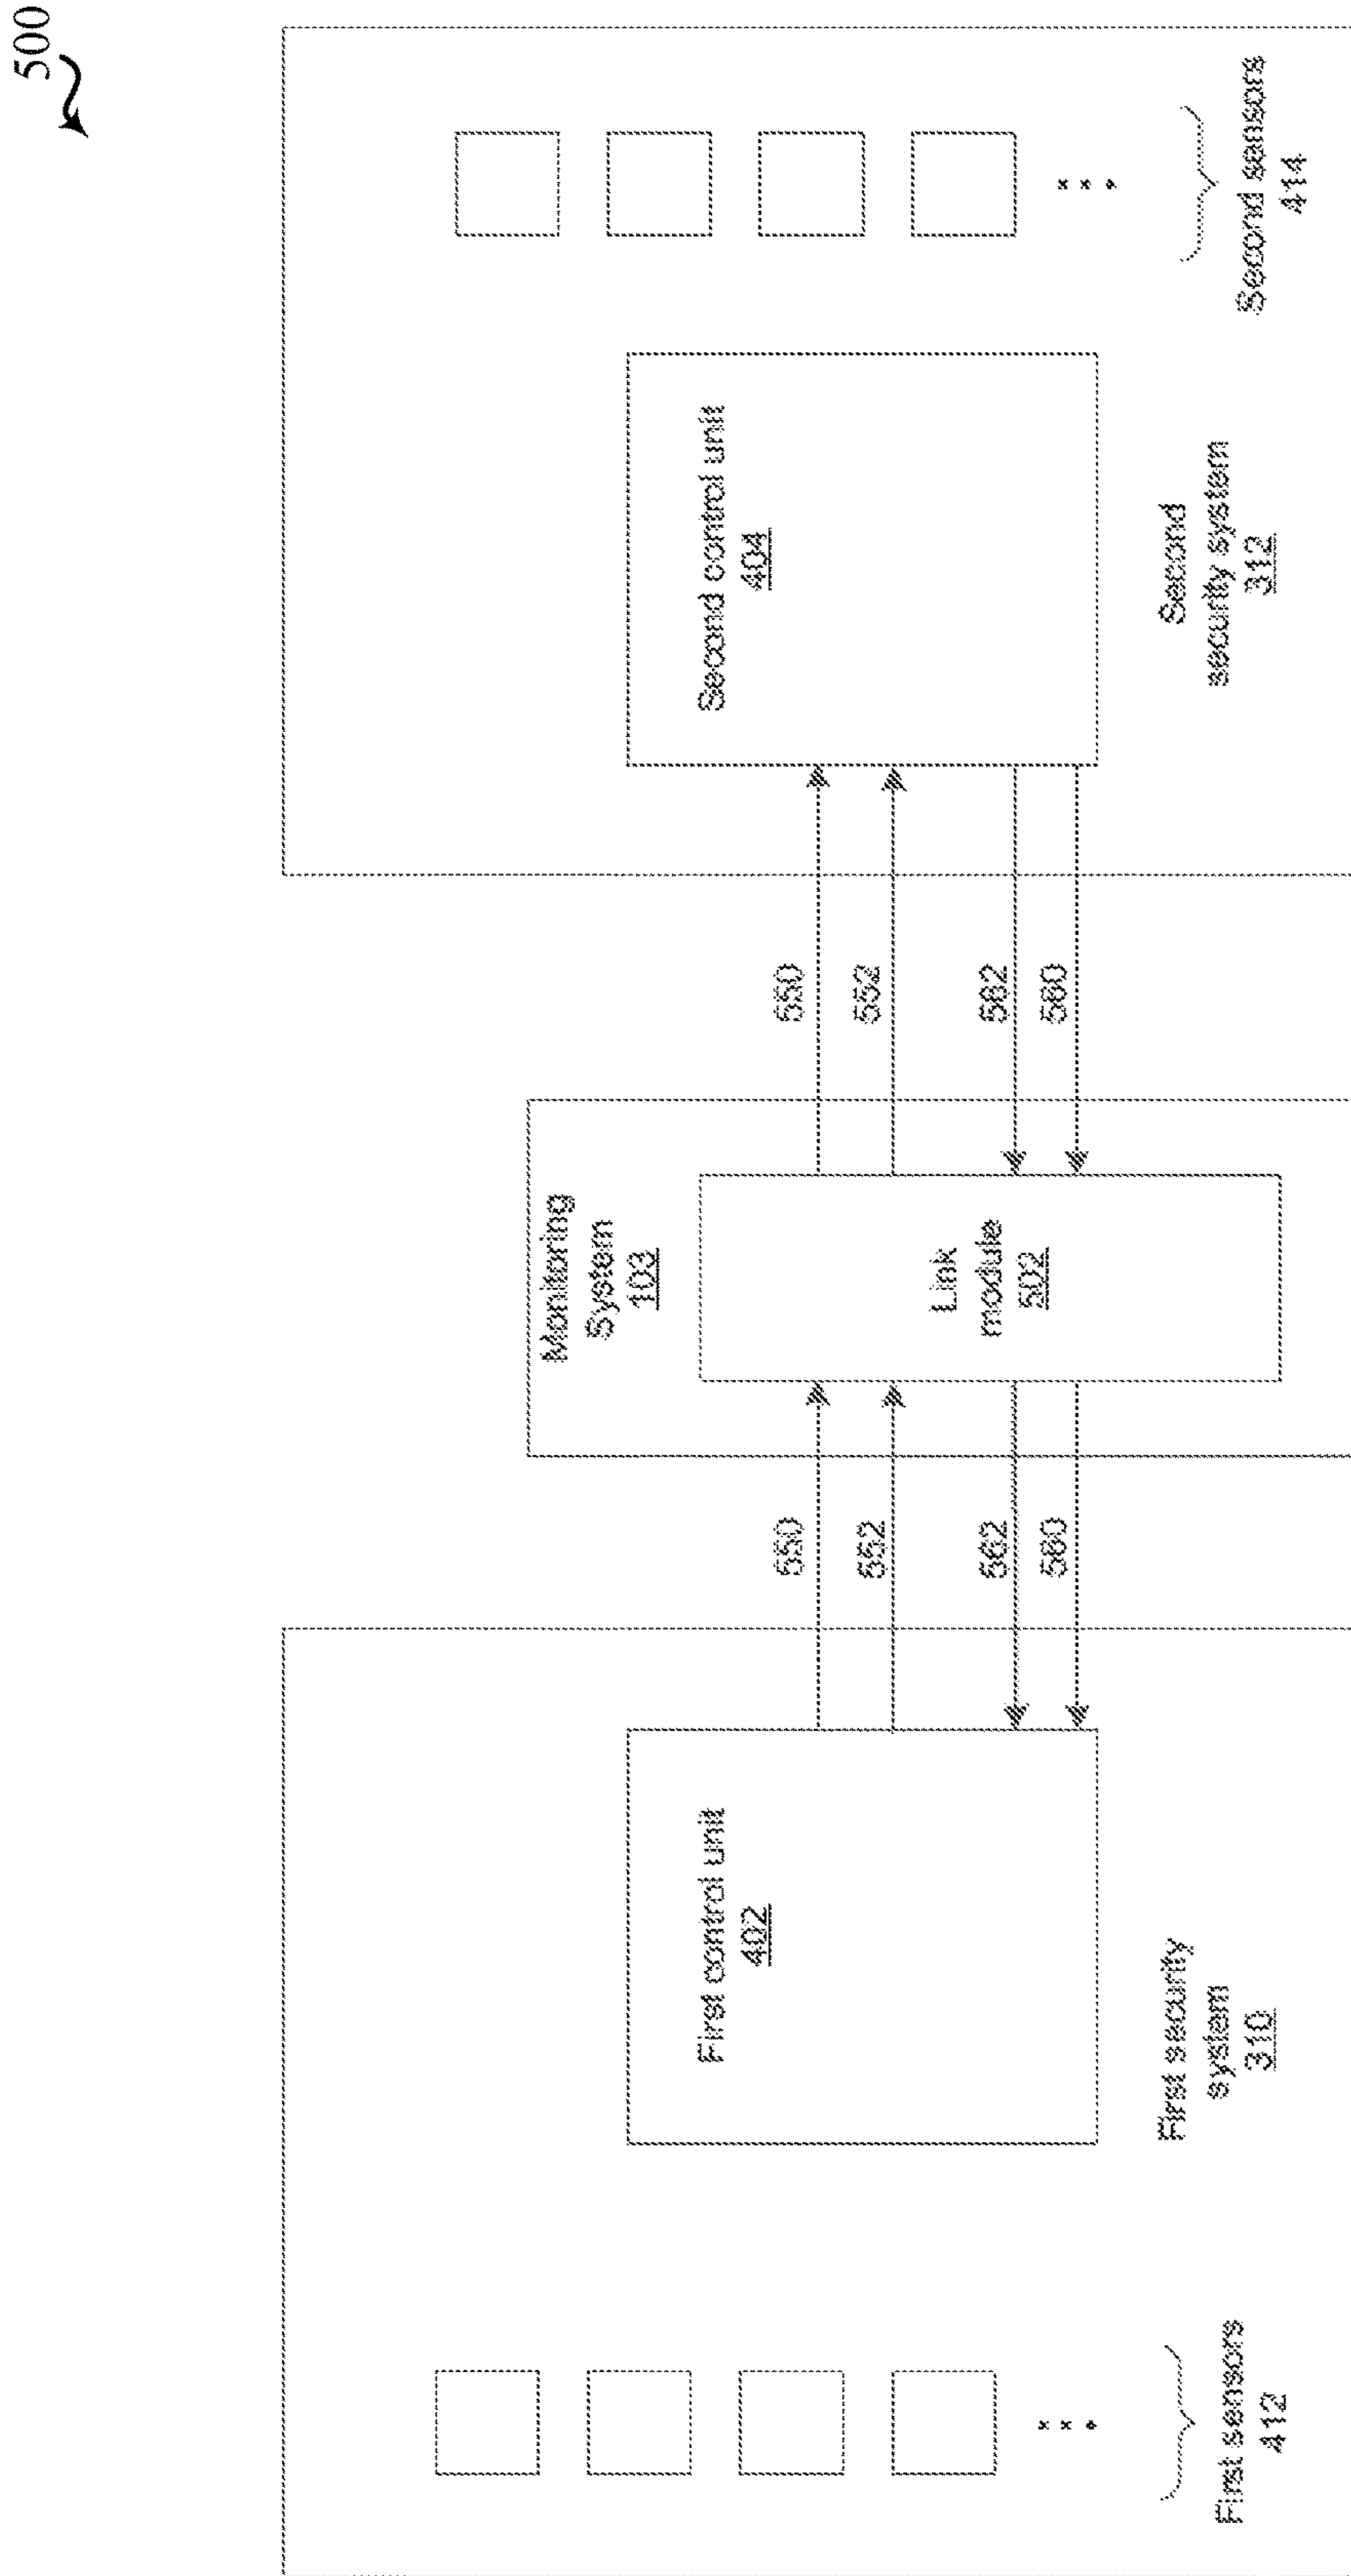 500
Monitoring
System
103
First control unit
402
Second control unit
404
550
552
562
560
550
552
562
560
Link
module
502
First sensors
412
First security
system
310
Second
security system
312
Second sensors
414